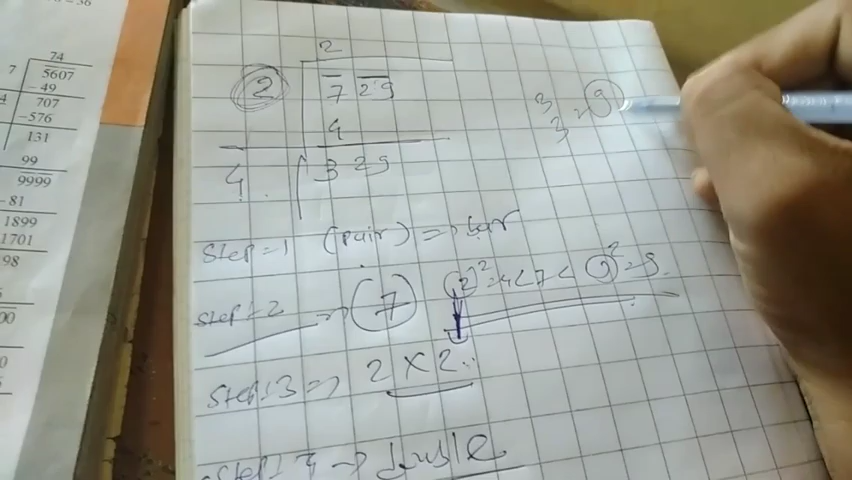 74
7 5607
-49
4 707
-576
131
99
9999
-81
1899
1701
98
00
2
2 7 29
4
4 3 29
3
3 × 9
step=1 (pair) => bar
step=2 => (7) (2)²=4<7<(3)²=9
step=3 => 2 × 2
step=3 → double